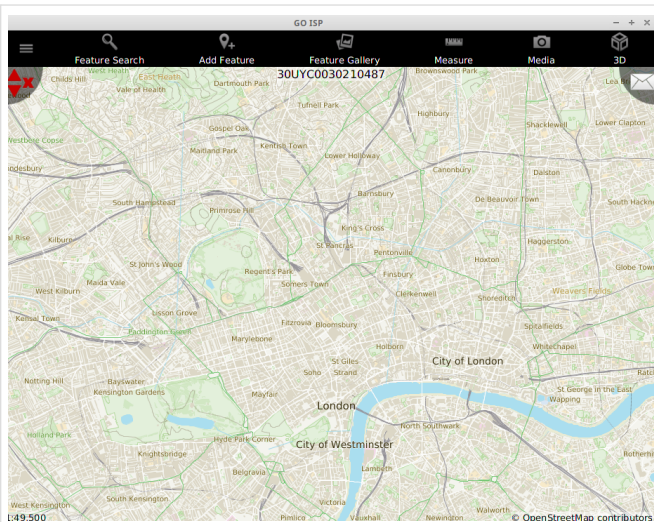 GO ISP
Feature Search
Add Feature
Feature Gallery
Measure
Media
3D
30UYC0030210487
West Heath
East Heath
Childs Hill
Vale of Health
Dartmouth Park
Brownswood Park
Tufnell Park
Highbury
Gospel Oak
Shacklewell
Lower Clapton
Kentish Town
Maitland Park
Lower Holloway
Canonbury
Dalston
South Hampstead
Barnsbury
De Beauvoir Town
Primrose Hill
King's Cross
Kilburn
St Pancras
Pentonville
Haggerston
St John's Wood
Hoxton
Regent's Park
Finsbury
Maida Vale
Somers Town
West Kilburn
Clerkenwell
Shoreditch
Weavers Fields
Lisson Grove
Kensal Town
Fitzrovia
Bloomsbury
Spitalfields
Paddington Green
Marylebone
Holborn
Whitechapel
St Giles
City of London
Soho
Strand
Notting Hill
Bayswater
Kensington Gardens
Mayfair
St George in the East
Wapping
London
North Southwark
Holland Park
Hyde Park Corner
City of Westminster
Knightsbridge
Belgravia
Lambeth
South Kensington
West Kensington
Victoria
Walworth
1:49,500
Pimlico
Vauxhall
Newington
© OpenStreetMap contributors